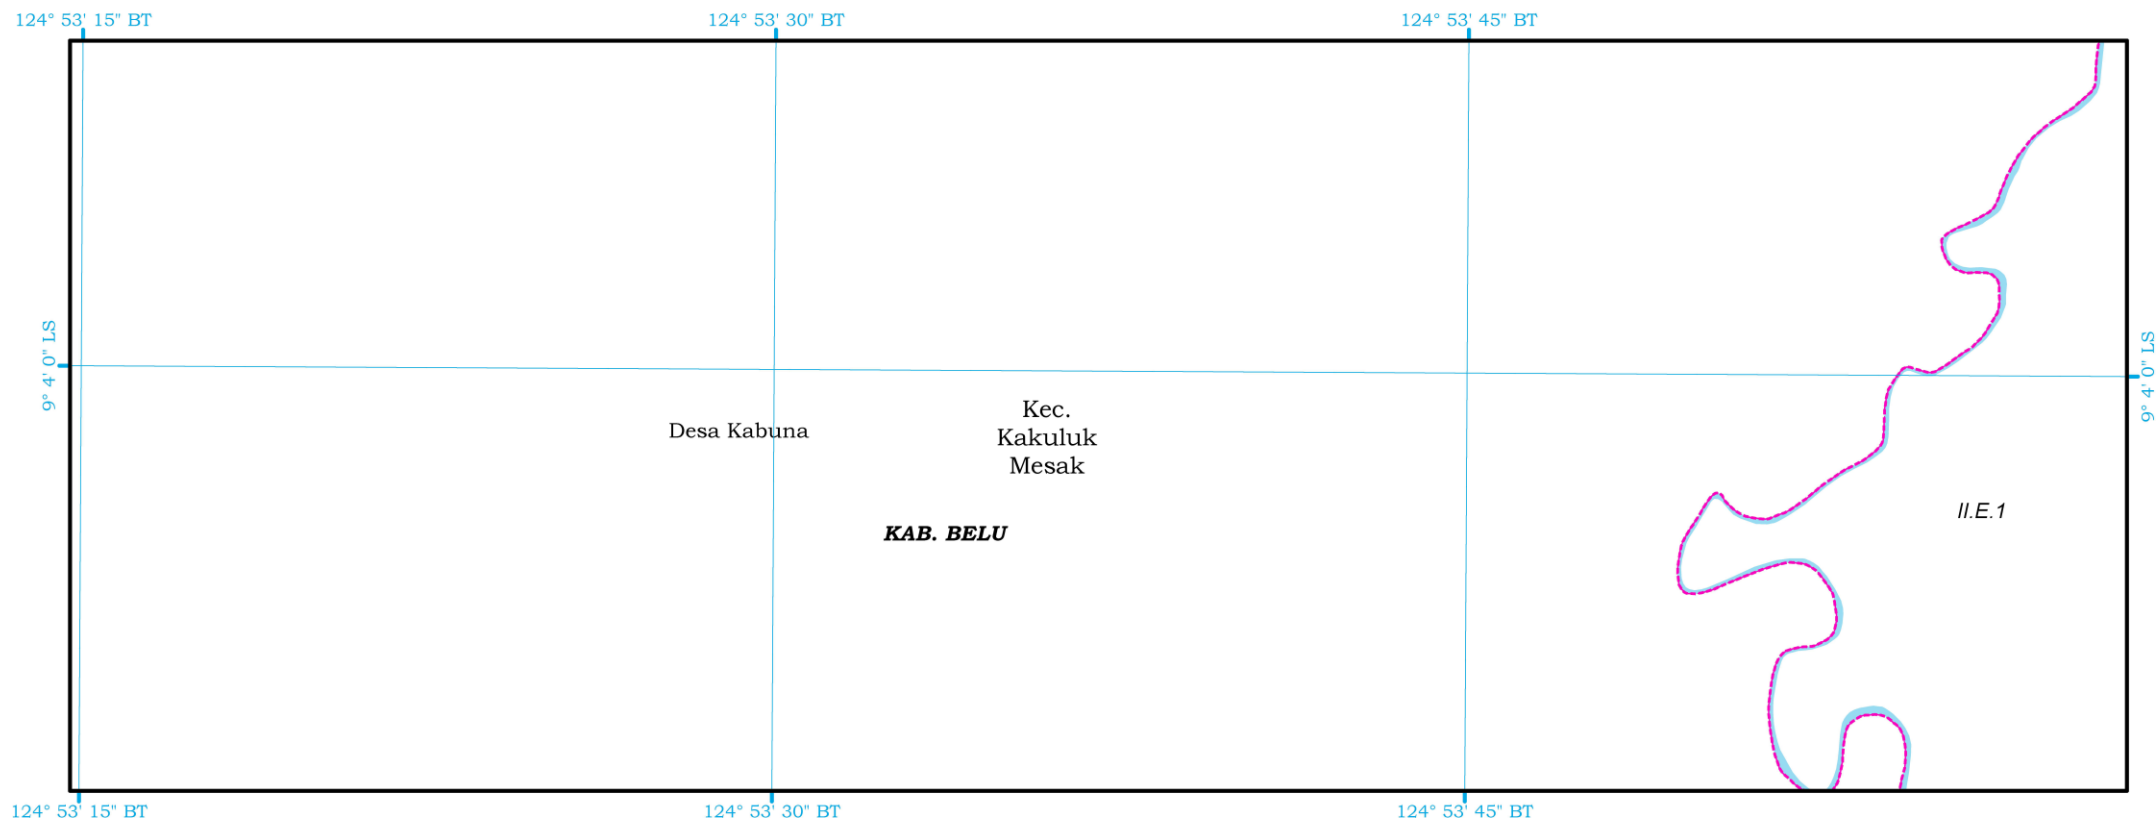 124° 53' 15" BT
124° 53' 30" BT
124° 53' 45" BT
9° 4' 0" LS
9° 4' 0" LS
Kec.
Kakuluk
Mesak
Desa Kabuna
II.E.1
KAB. BELU
124° 53' 15" BT
124° 53' 30" BT
124° 53' 45" BT